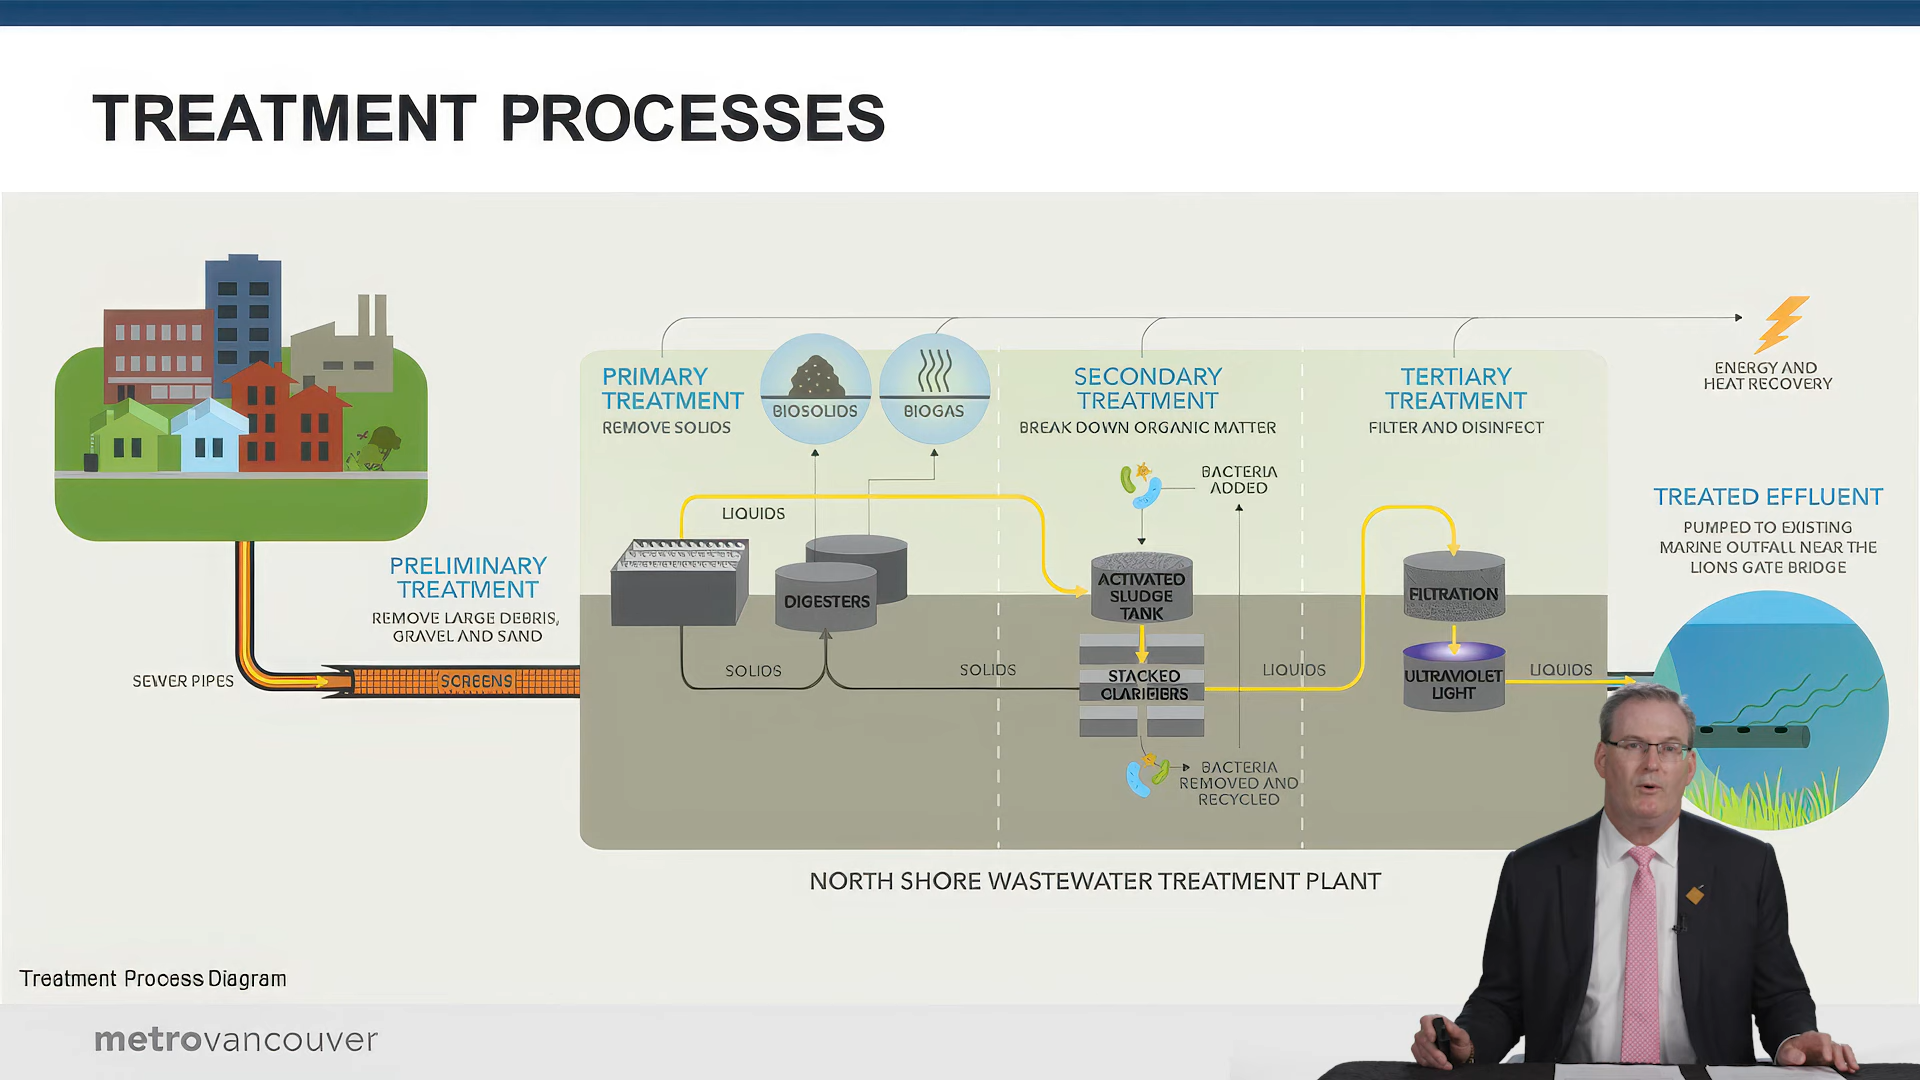 TREATMENT PROCESSES
PRIMARY
TREATMENT
REMOVE SOLIDS
BIOSOLIDS
BIOGAS
SECONDARY
TREATMENT
BREAK DOWN ORGANIC MATTER
TERTIARY
TREATMENT
FILTER AND DISINFECT
ENERGY AND
HEAT RECOVERY
BACTERIA
ADDED
LIQUIDS
TREATED EFFLUENT
PUMPED TO EXISTING
MARINE OUTFALL NEAR THE
LIONS GATE BRIDGE
PRELIMINARY
TREATMENT
REMOVE LARGE DEBRIS,
GRAVEL AND SAND
DIGESTERS
ACTIVATED
SLUDGE
TANK
FILTRATION
SEWER PIPES
SCREENS
SOLIDS
SOLIDS
STACKED
CLARIFIERS
LIQUIDS
ULTRAVIOLET
LIGHT
LIQUIDS
BACTERIA
REMOVED AND
RECYCLED
NORTH SHORE WASTEWATER TREATMENT PLANT
Treatment Process Diagram
metrovancouver